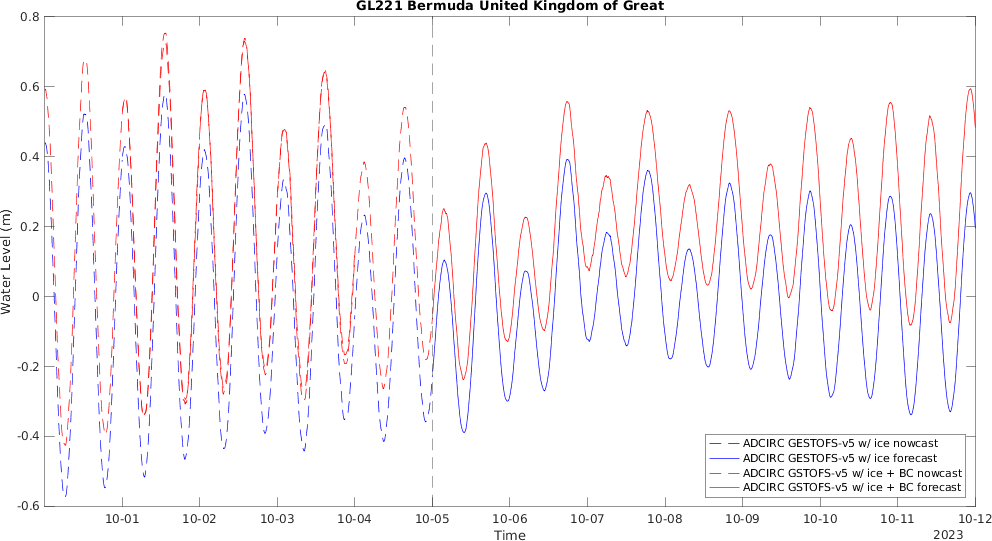 GL221 Bermuda United Kingdom of Great
Water Level (m)
0.8
0.6
0.4
0.2
0
-0.2
-0.4
-0.6
ADCIRC GESTOFS-v5 w/ ice nowcast
ADCIRC GESTOFS-v5 w/ ice forecast
ADCIRC GSTOFS-v5 w/ ice + BC nowcast
ADCIRC GSTOFS-v5 w/ ice + BC forecast
10-01 10-02 10-03 10-04 10-05 10-06 10-07 10-08 10-09 10-10 10-11 10-12
Time
2023